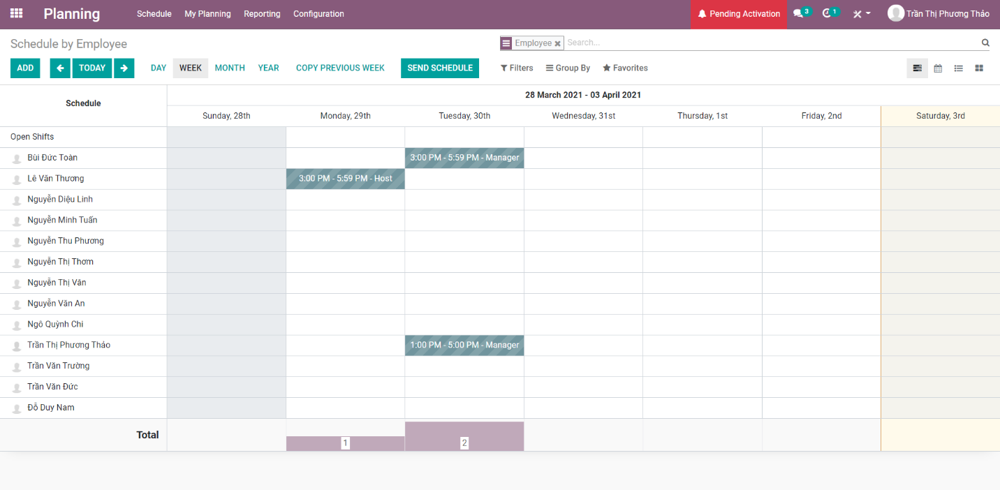 Planning Schedule My Planning Reporting Configuration Pending Activation 3 1 Trần Thị Phương Thảo
Schedule by Employee Employee Search...
ADD TODAY DAY WEEK MONTH YEAR COPY PREVIOUS WEEK SEND SCHEDULE Filters Group By Favorites
Schedule 28 March 2021 - 03 April 2021
Sunday, 28th Monday, 29th Tuesday, 30th Wednesday, 31st Thursday, 1st Friday, 2nd Saturday, 3rd
Open Shifts
Bùi Đức Toàn 3:00 PM - 5:59 PM - Manager
Lê Văn Thương 3:00 PM - 5:59 PM - Host
Nguyễn Diệu Linh
Nguyễn Minh Tuấn
Nguyễn Thu Phương
Nguyễn Thị Thơm
Nguyễn Thị Vân
Nguyễn Văn An
Ngô Quỳnh Chi
Trần Thị Phương Thảo 1:00 PM - 5:00 PM - Manager
Trần Văn Trường
Trần Văn Đức
Đỗ Duy Nam
Total 1 2